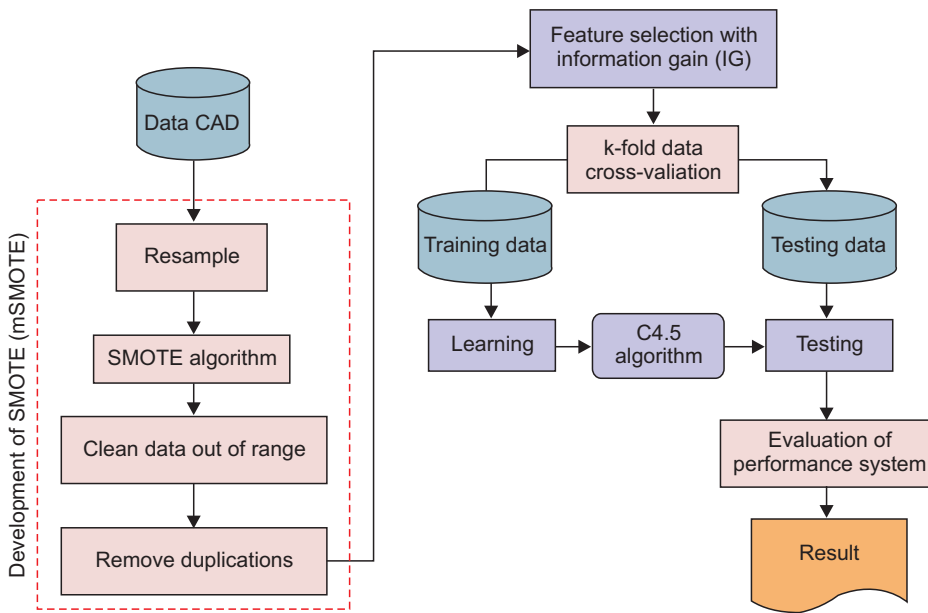 Data CAD
Development of SMOTE (mSMOTE)
Resample
SMOTE algorithm
Clean data out of range
Remove duplications
Feature selection with
information gain (IG)
k-fold data
cross-valiation
Training data
Testing data
Learning
C4.5
algorithm
Testing
Evaluation of
performance system
Result